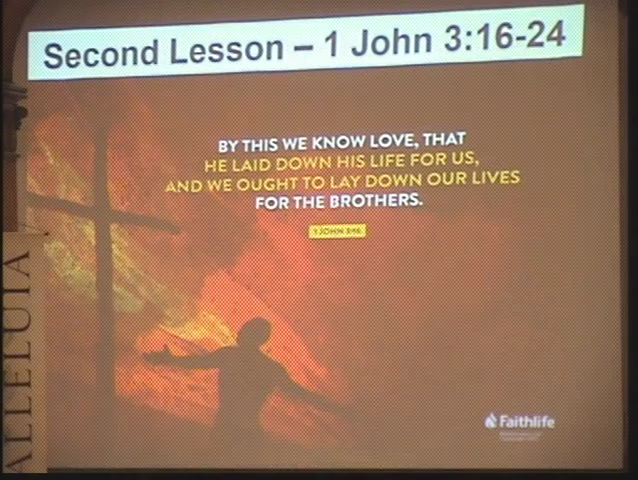 Second Lesson – 1 John 3:16-24
BY THIS WE KNOW LOVE, THAT
HE LAID DOWN HIS LIFE FOR US,
AND WE OUGHT TO LAY DOWN OUR LIVES
FOR THE BROTHERS.
1 JOHN 3:16
Faithlife
ALLELUIA